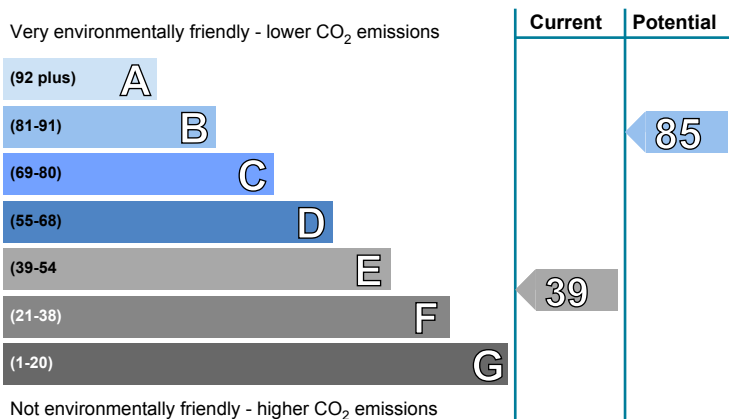 Current Potential
Very environmentally friendly - lower CO2 emissions
(92 plus) A
(81-91) B
85
(69-80) C
(55-68) D
(39-54 E
39
(21-38) F
(1-20) G
Not environmentally friendly - higher CO2 emissions